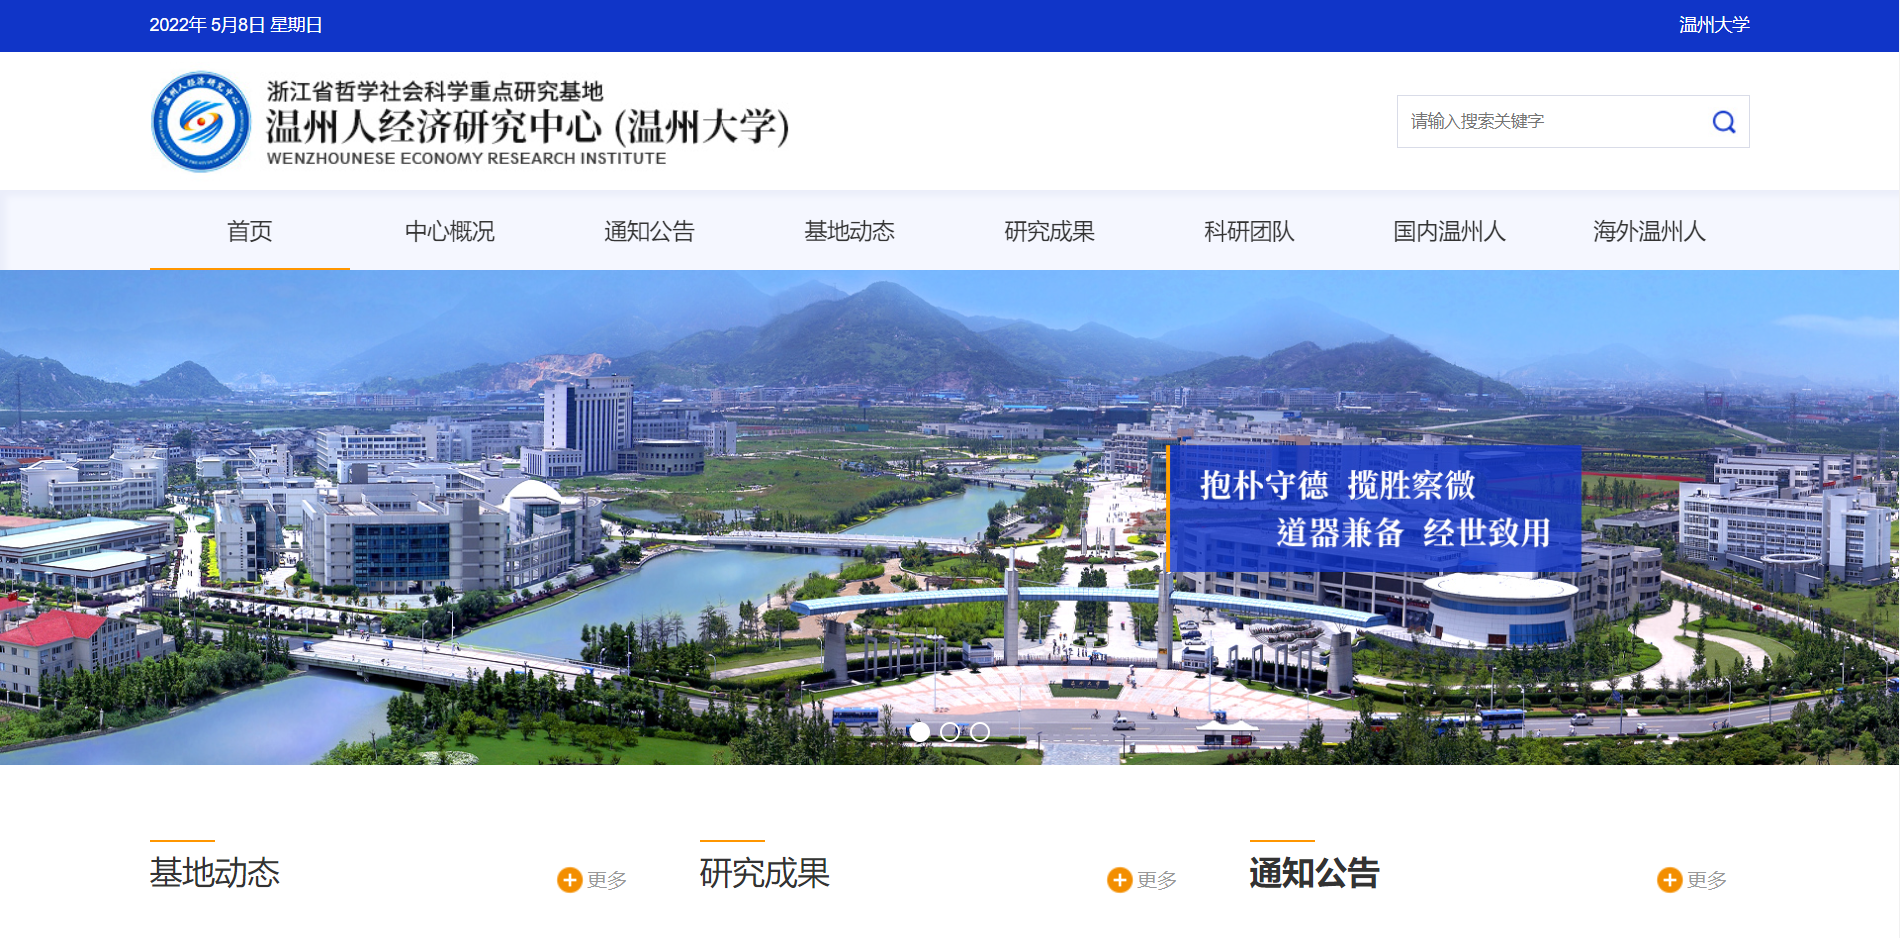 2022年 5月8日 星期日
温州大学
浙江省哲学社会科学重点研究基地
温州人经济研究中心 (温州大学)
WENZHOUNESE ECONOMY RESEARCH INSTITUTE
请输入搜索关键字
首页
中心概况
通知公告
基地动态
研究成果
科研团队
国内温州人
海外温州人
抱朴守德 揽胜察微
道器兼备 经世致用
基地动态
更多
研究成果
更多
通知公告
更多